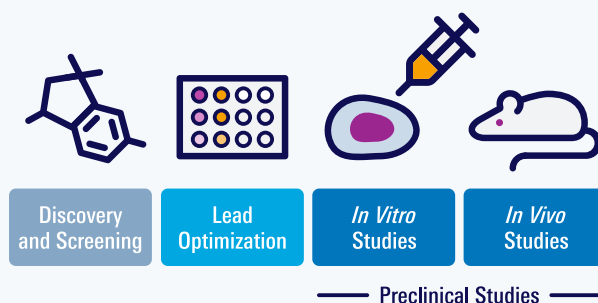 Discovery
and Screening
Lead
Optimization
In Vitro
Studies
In Vivo
Studies
Preclinical Studies